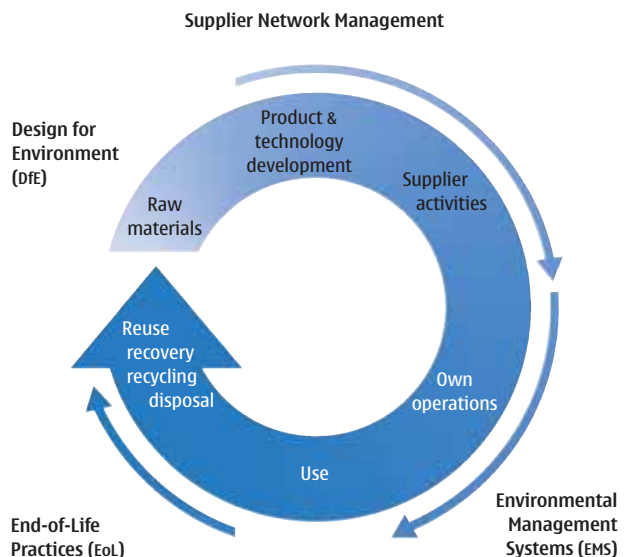 Supplier Network Management
Design for
Environment
(DfE)
Product &
technology
development
Supplier
activities
Raw
materials
Reuse
recovery
recycling
disposal
Own
operations
Use
End-of-Life
Practices (EoL)
Environmental
Management
Systems (EMS)